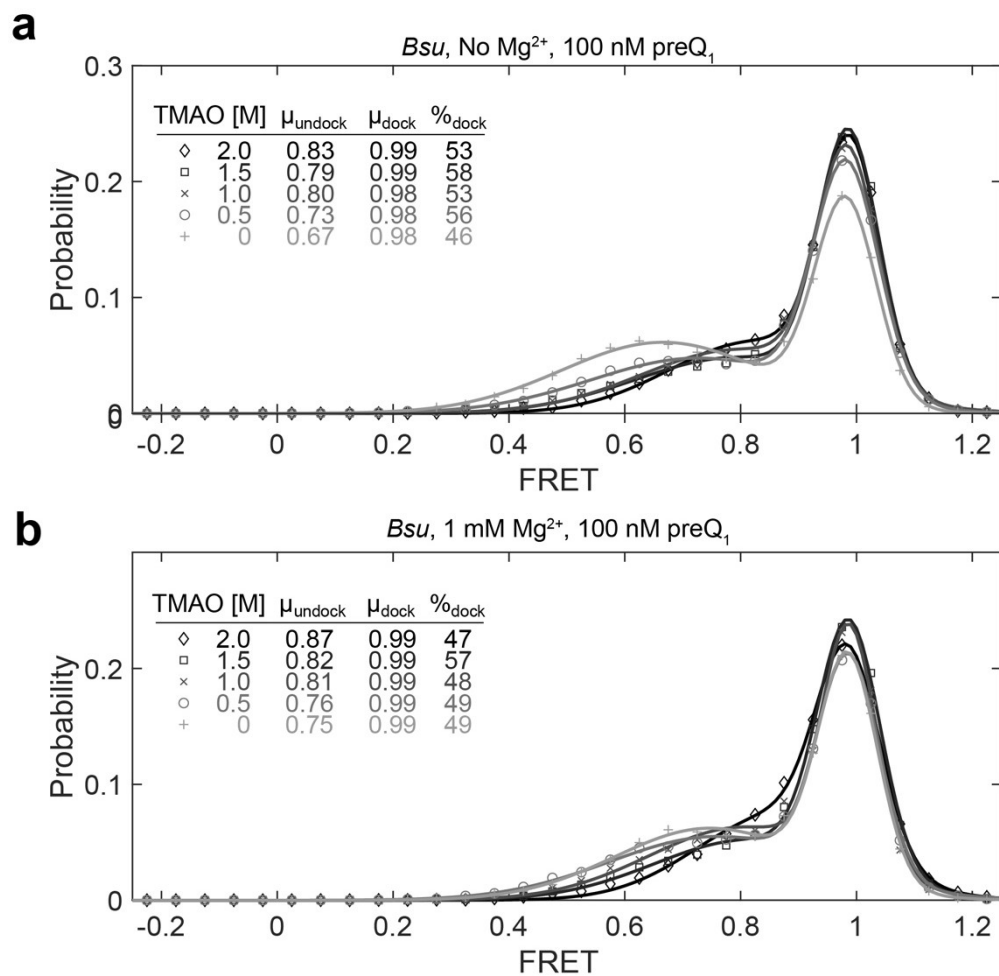 a
Bsu, No Mg²⁺, 100 nM preQ₁
0.3
0.2
0.1
0
0
Probability
TMAO [M] μundock μdock %dock
2.0 0.83 0.99 53
1.5 0.79 0.99 58
1.0 0.80 0.98 53
0.5 0.73 0.98 56
0 0.67 0.98 46
-0.2 0 0.2 0.4 0.6 0.8 1 1.2
FRET
b
Bsu, 1 mM Mg²⁺, 100 nM preQ₁
0.2
0.1
0
Probability
TMAO [M] μundock μdock %dock
2.0 0.87 0.99 47
1.5 0.82 0.99 57
1.0 0.81 0.99 48
0.5 0.76 0.99 49
0 0.75 0.99 49
-0.2 0 0.2 0.4 0.6 0.8 1 1.2
FRET